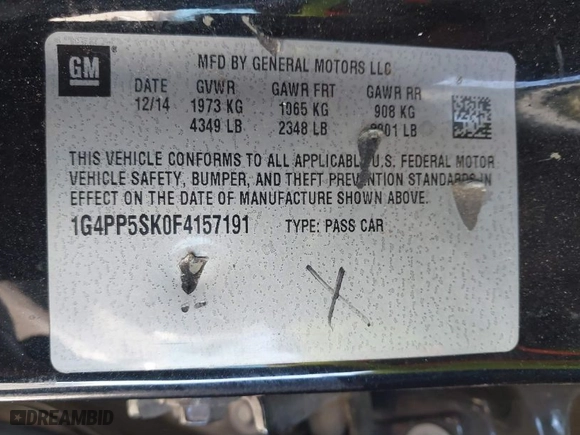 GM
MFD BY GENERAL MOTORS LLC
DATE GVWR GAWR FRT GAWR RR
12/14 1973 KG 1065 KG 908 KG
4349 LB 2348 LB LB
THIS VEHICLE CONFORMS TO ALL APPLICABLE U.S. FEDERAL MOTOR
VEHICLE SAFETY, BUMPER, AND THEFT PREVENTION STANDARDS IN
EFFECT ON THE DATE OF MANUFACTURE SHOWN ABOVE.
1G4PP5SK0F4157191 TYPE: PASS CAR
DREAMBID